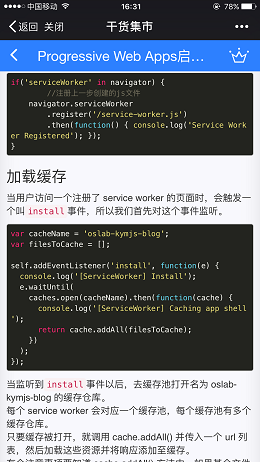 中国移动 16:31 78%
返回 关闭 干货集市
Progressive Web Apps启...
if('serviceWorker' in navigator) {
//注册上一步创建的js文件
navigator.serviceWorker
.register('/service-worker.js')
.then(function() { console.log('Service Work
er Registered'); });
}
加载缓存
当用户访问一个注册了 service worker 的页面时，会触发一
个叫 install 事件，所以我们首先对这个事件监听。
var cacheName = 'oslab-kymjs-blog';
var filesToCache = [];
self.addEventListener('install', function(e) {
console.log('[ServiceWorker] Install');
e.waitUntil(
caches.open(cacheName).then(function(cache) {
console.log('[ServiceWorker] Caching app shell
');
return cache.addAll(filesToCache);
})
);
});
当监听到 install 事件以后，去缓存池打开名为 oslab-
kymjs-blog 的缓存仓库。
每个 service worker 会对应一个缓存池，每个缓存池有多个
缓存仓库。
只要缓存被打开，就调用 cache.addAll() 并传入一个 url 列
表，然后加载这些资源并将响应添加至缓存。